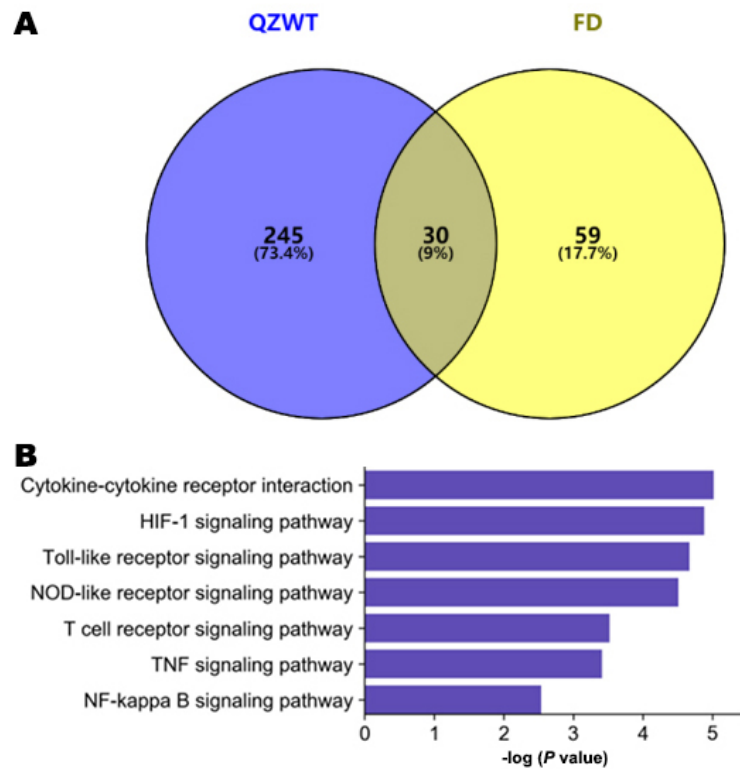 A
QZWT
FD
245
(73.4%)
30
(9%)
59
(17.7%)
B
Cytokine-cytokine receptor interaction
HIF-1 signaling pathway
Toll-like receptor signaling pathway
NOD-like receptor signaling pathway
T cell receptor signaling pathway
TNF signaling pathway
NF-kappa B signaling pathway
0 1 2 3 4 5
-log (P value)